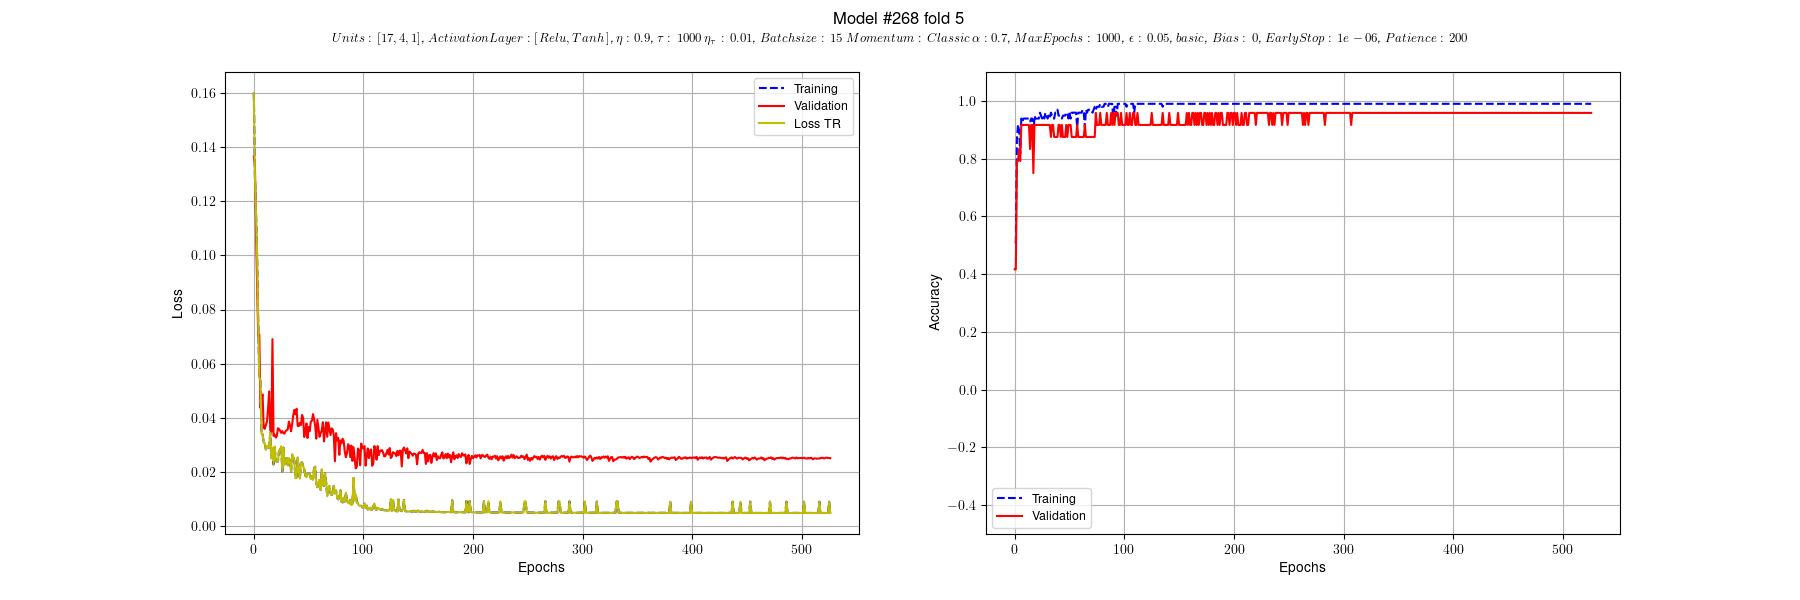 Model #268 fold 5
Units : [17, 4, 1], ActivationLayer : [Relu, Tanh], η : 0.9, τ : 1000 η_τ : 0.01, Batchsize : 15 Momentum : Classic α : 0.7, MaxEpochs : 1000, ϵ : 0.05, basic, Bias : 0, EarlyStop : 1e − 06, Patience : 200
0.16
0.14
0.12
0.10
0.08
0.06
0.04
0.02
0.00
Loss
Training
Validation
Loss TR
0 100 200 300 400 500
Epochs
1.0
0.8
0.6
0.4
0.2
0.0
−0.2
−0.4
Accuracy
Training
Validation
0 100 200 300 400 500
Epochs